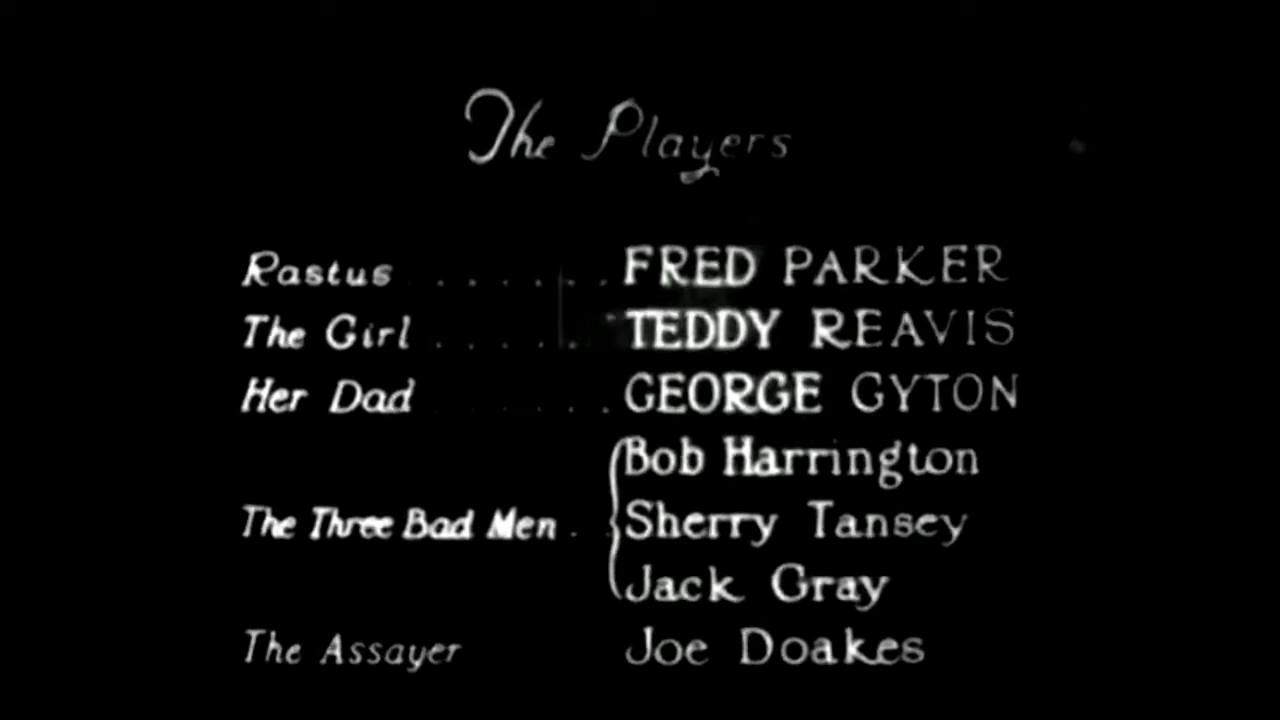 The Players
Rastus . . . . . . FRED PARKER
The Girl . . . . . TEDDY REAVIS
Her Dad . . . . . . GEORGE GYTON
Bob Harrington
The Three Bad Men . Sherry Tansey
Jack Gray
The Assayer Joe Doakes